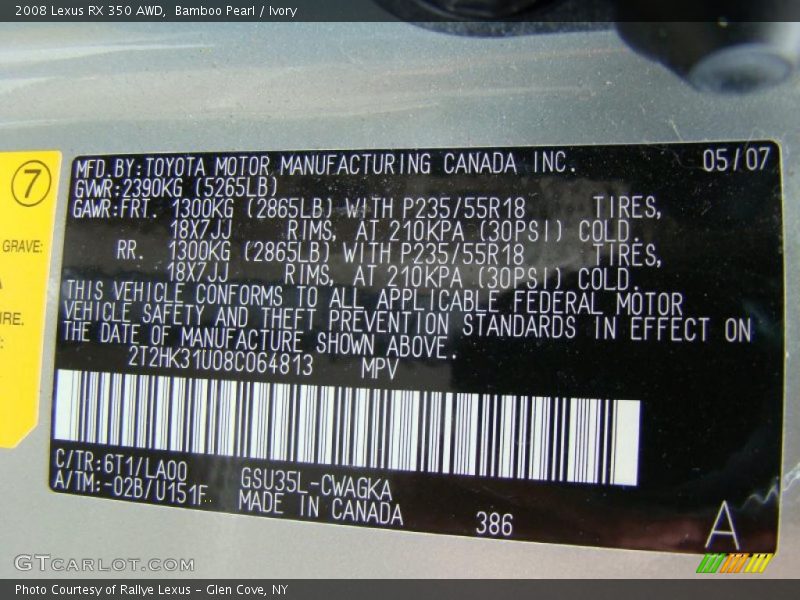 2008 Lexus RX 350 AWD, Bamboo Pearl / Ivory
7
GRAVE:
MFD.BY:TOYOTA MOTOR MANUFACTURING CANADA INC. 05/07
GVWR:2390KG (5265LB)
GAWR:FRT. 1300KG (2865LB) WITH P235/55R18 TIRES,
18X7JJ RIMS, AT 210KPA (30PSI) COLD.
RR. 1300KG (2865LB) WITH P235/55R18 TIRES,
18X7JJ RIMS, AT 210KPA (30PSI) COLD.
THIS VEHICLE CONFORMS TO ALL APPLICABLE FEDERAL MOTOR
VEHICLE SAFETY AND THEFT PREVENTION STANDARDS IN EFFECT ON
THE DATE OF MANUFACTURE SHOWN ABOVE.
2T2HK31U08C064813 MPV
C/TR:6T1/LA00 GSU35L-CWAGKA
A/TM:-02B/U151F MADE IN CANADA
386 A
GTCarLot.com
Photo Courtesy of Rallye Lexus - Glen Cove, NY